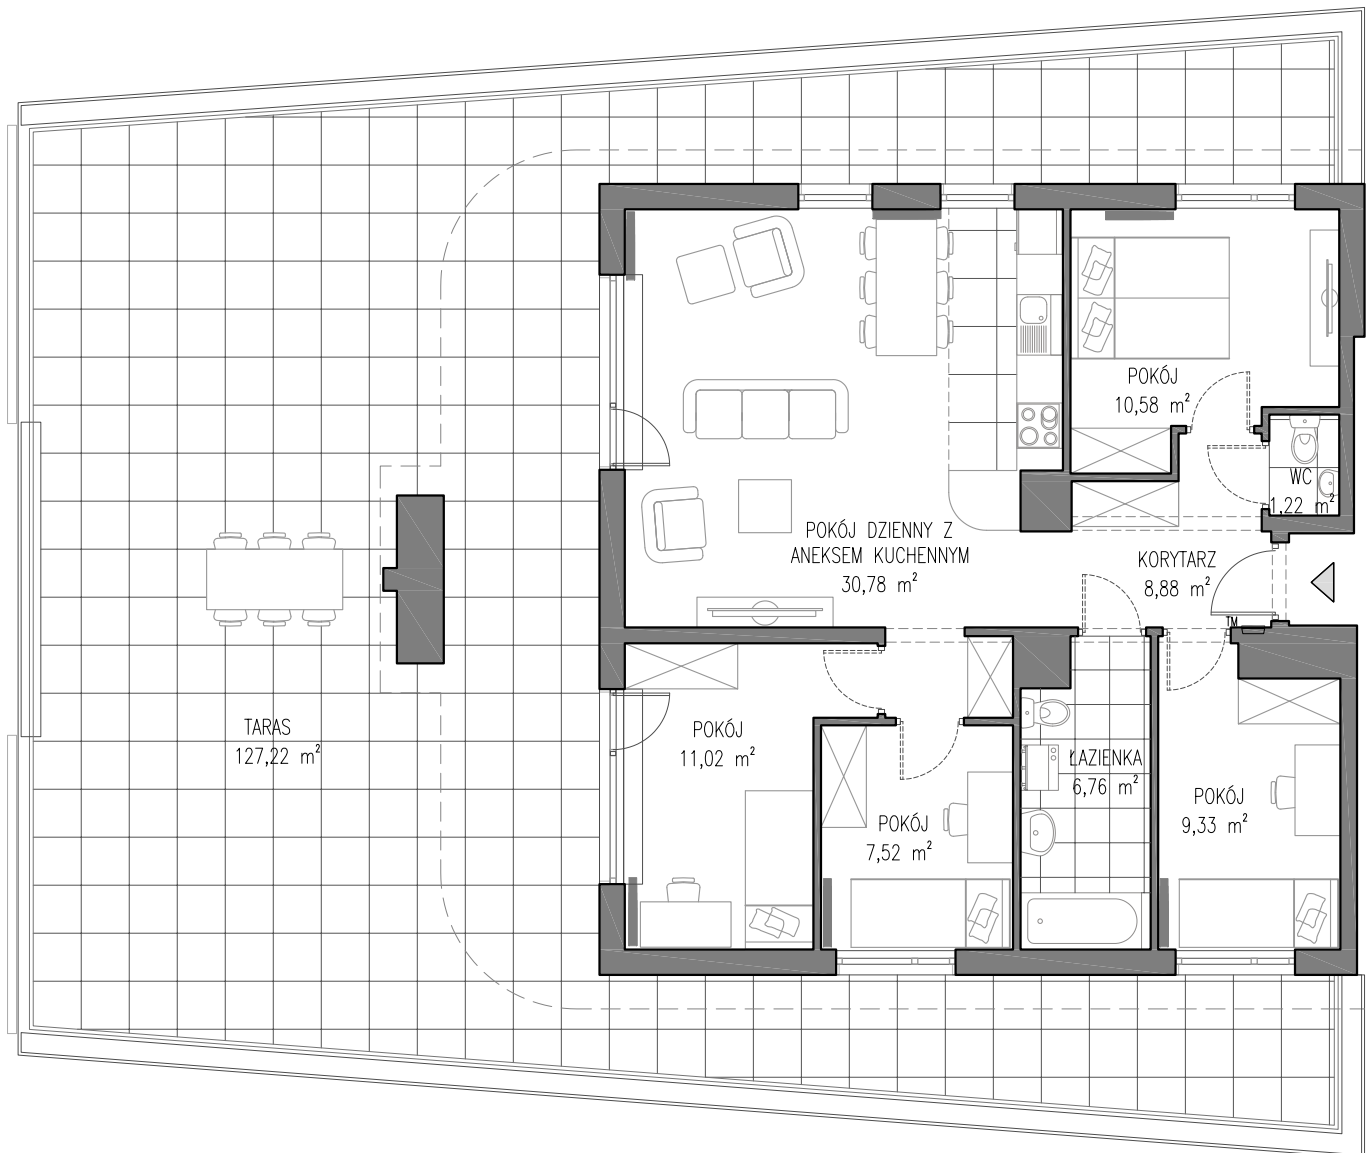 POKÓJ
10,58 m²
WC
1,22 m²
POKÓJ DZIENNY Z
ANEKSEM KUCHENNYM
30,78 m²
KORYTARZ
8,88 m²
TM
TARAS
127,22 m²
POKÓJ
11,02 m²
ŁAZIENKA
6,76 m²
POKÓJ
9,33 m²
POKÓJ
7,52 m²